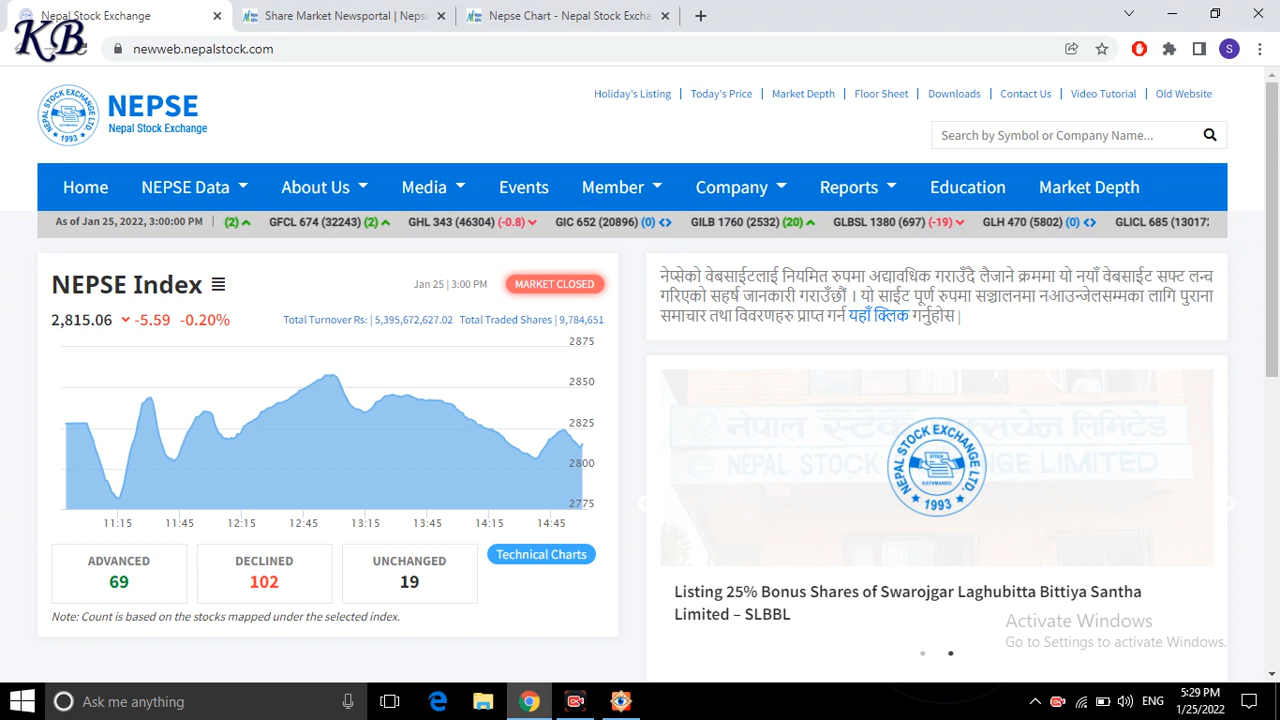 Nepal Stock Exchange
Share Market Newsportal | Nepse
Nepse Chart - Nepal Stock Excha
KB
newweb.nepalstock.com
S
NEPAL STOCK EXCHANGE LTD.
1993
NEPSE
Nepal Stock Exchange
Holiday's Listing | Today's Price | Market Depth | Floor Sheet | Downloads | Contact Us | Video Tutorial | Old Website
Search by Symbol or Company Name...
Home NEPSE Data About Us Media Events Member Company Reports Education Market Depth
As of Jan 25, 2022, 3:00:00 PM | (2) GFCL 674 (32243) (2) GHL 343 (46304) (-0.8) GIC 652 (20896) (0) GILB 1760 (2532) (20) GLBSL 1380 (697) (-19) GLH 470 (5802) (0) GLICL 685 (13017
NEPSE Index
Jan 25 | 3:00 PM
MARKET CLOSED
2,815.06 -5.59 -0.20%
Total Turnover Rs: | 5,395,672,627.02 Total Traded Shares | 9,784,651
2875
2850
2825
2800
2775
11:15 11:45 12:15 12:45 13:15 13:45 14:15 14:45
ADVANCED
69
DECLINED
102
UNCHANGED
19
Technical Charts
Note: Count is based on the stocks mapped under the selected index.
नेप्सेको वेबसाईटलाई नियमित रुपमा अद्यावधिक गराउँदै लैजाने क्रममा यो नयाँ वेबसाईट सफ्ट लन्च
गरिएको सहर्ष जानकारी गराउँछौं । यो साईट पूर्ण रुपमा सञ्चालनमा नआउन्जेलसम्मका लागि पुराना
समाचार तथा विवरणहरु प्राप्त गर्न यहाँ क्लिक गर्नुहोस |
नेपाल स्टक एक्सचेन्ज लिमिटेड
NEPAL STOCK EXCHANGE LIMITED
NEPAL STOCK EXCHANGE LTD.
KATHMANDU
1993
Listing 25% Bonus Shares of Swarojgar Laghubitta Bittiya Santha
Limited – SLBBL
Activate Windows
Go to Settings to activate Windows.
Ask me anything
ENG
5:29 PM
1/25/2022